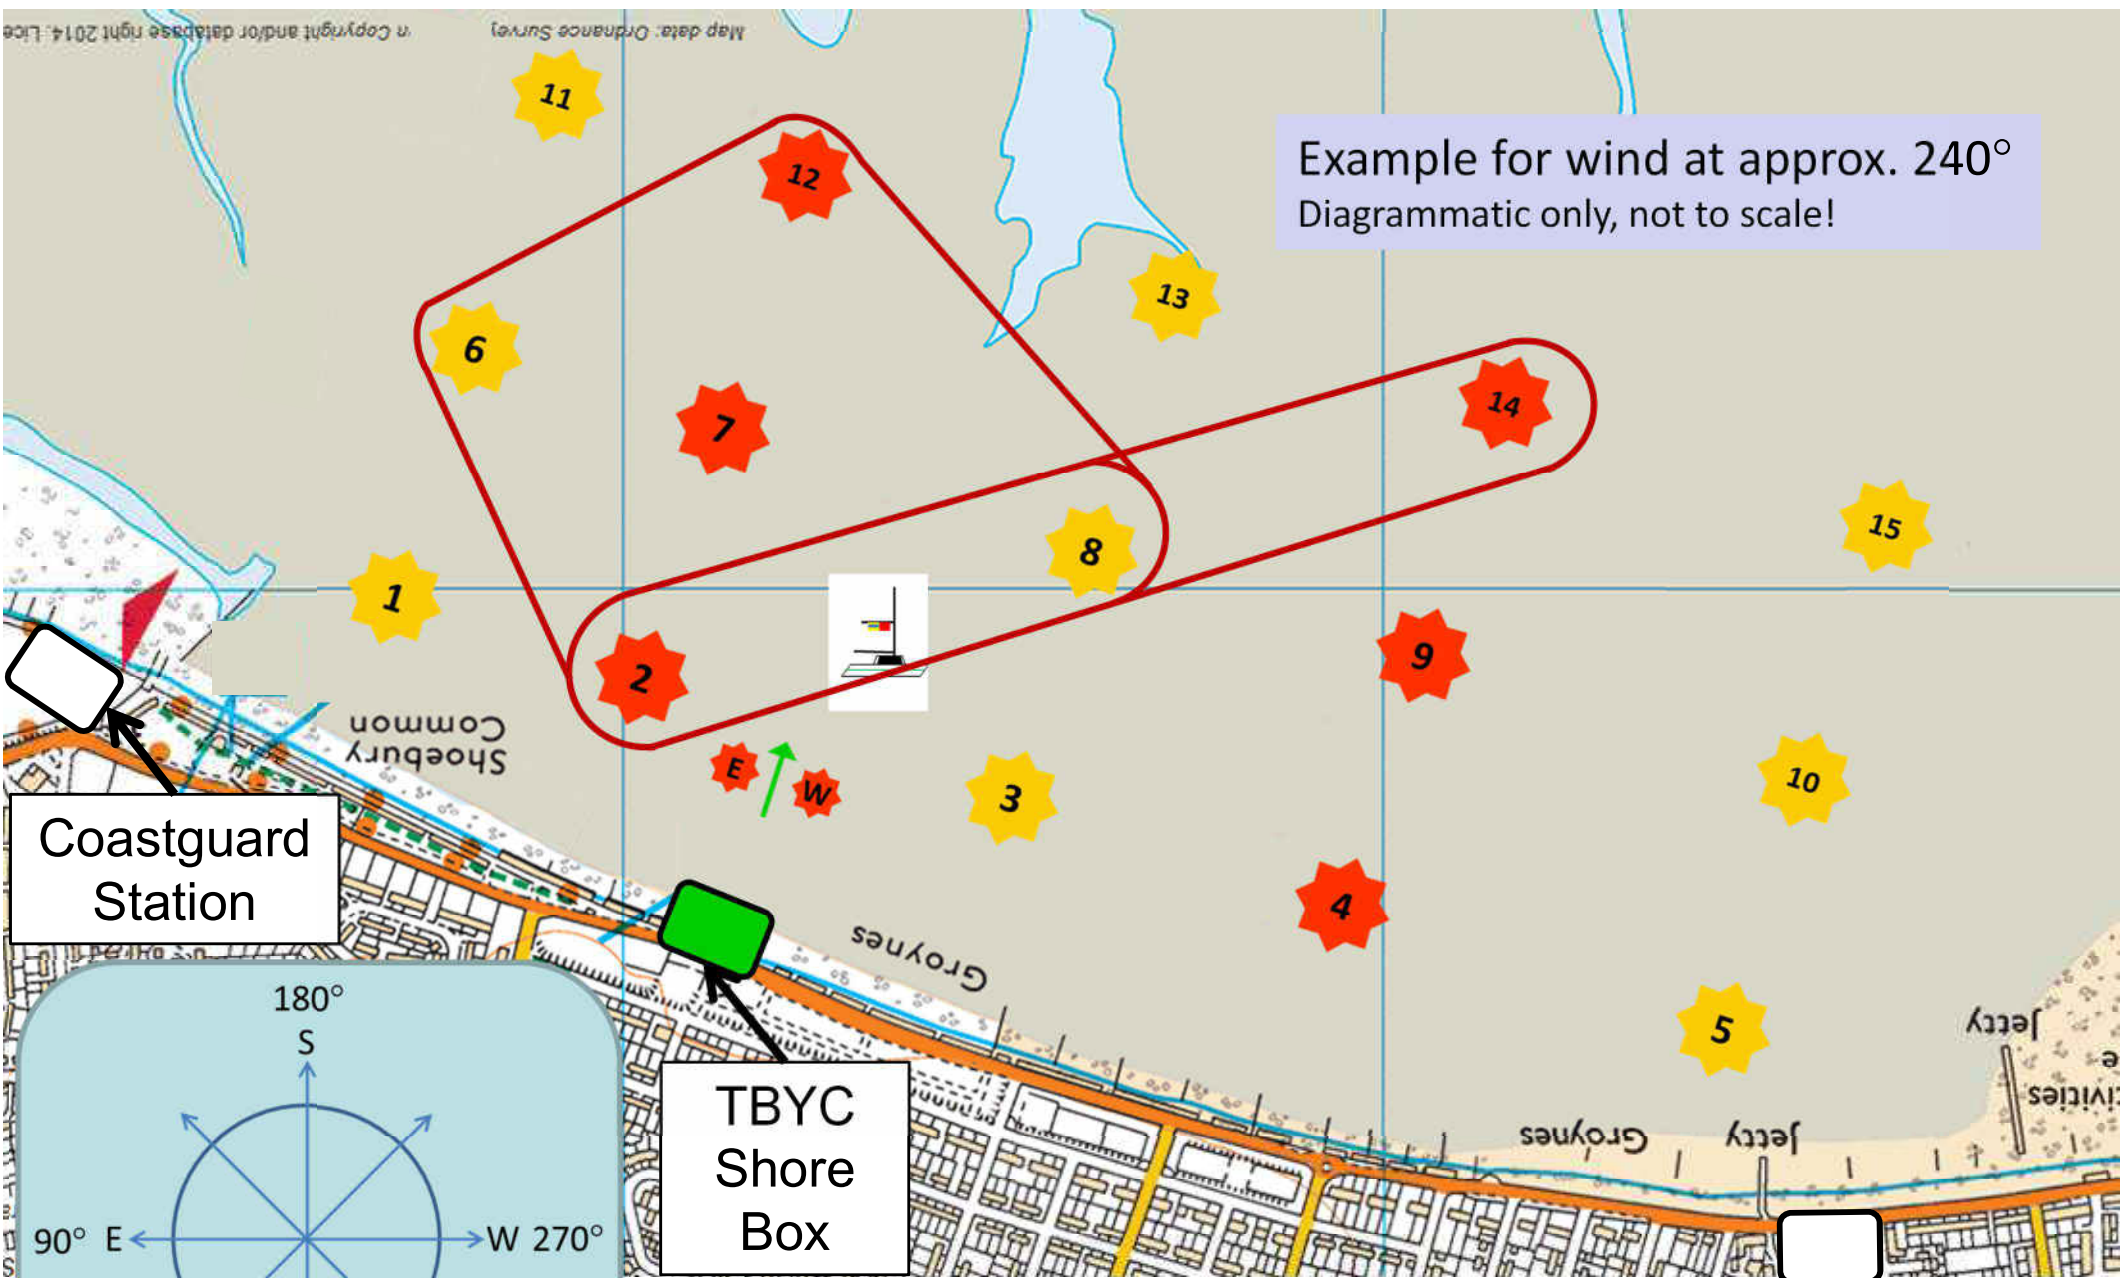 n Copyright and/or database right 2014. Lice
Map data: Ordnance Survey
11
12
Example for wind at approx. 240°
Diagrammatic only, not to scale!
13
6
14
7
15
8
1
9
2
Shoebury
Common
E
W
3
10
4
Coastguard
Station
Groynes
5
Jetty
180°
S
TBYC
Shore
Box
Groynes
Jetty
90° E
W 270°